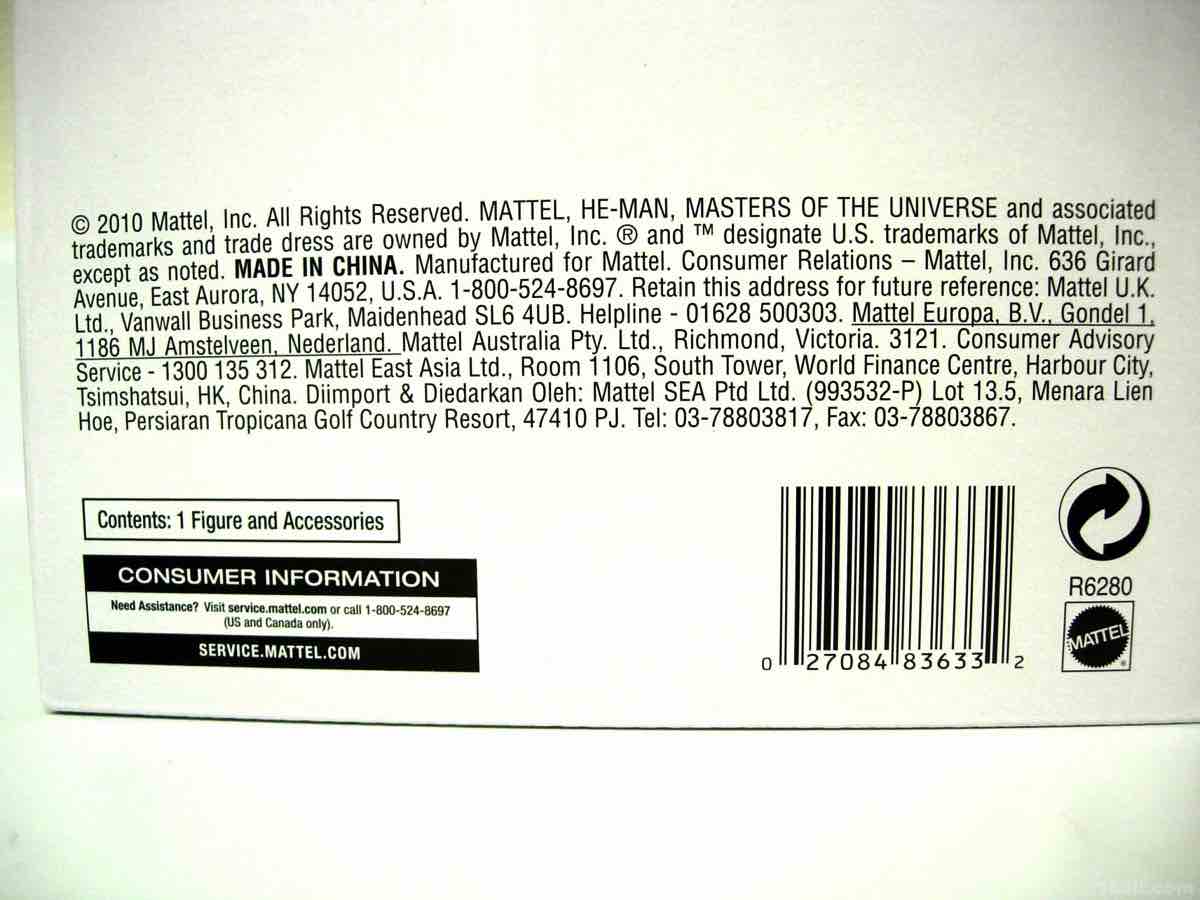 © 2010 Mattel, Inc. All Rights Reserved. MATTEL, HE-MAN, MASTERS OF THE UNIVERSE and associated
trademarks and trade dress are owned by Mattel, Inc. ® and ™ designate U.S. trademarks of Mattel, Inc.,
except as noted. MADE IN CHINA. Manufactured for Mattel. Consumer Relations – Mattel, Inc. 636 Girard
Avenue, East Aurora, NY 14052, U.S.A. 1-800-524-8697. Retain this address for future reference: Mattel U.K.
Ltd., Vanwall Business Park, Maidenhead SL6 4UB. Helpline - 01628 500303. Mattel Europa, B.V., Gondel 1,
1186 MJ Amstelveen, Nederland. Mattel Australia Pty. Ltd., Richmond, Victoria. 3121. Consumer Advisory
Service - 1300 135 312. Mattel East Asia Ltd., Room 1106, South Tower, World Finance Centre, Harbour City,
Tsimshatsui, HK, China. Diimport & Diedarkan Oleh: Mattel SEA Ptd Ltd. (993532-P) Lot 13.5, Menara Lien
Hoe, Persiaran Tropicana Golf Country Resort, 47410 PJ. Tel: 03-78803817, Fax: 03-78803867.
Contents: 1 Figure and Accessories
CONSUMER INFORMATION
Need Assistance? Visit service.mattel.com or call 1-800-524-8697
(US and Canada only).
SERVICE.MATTEL.COM
0 27084 83633 2
R6280
MATTEL
®